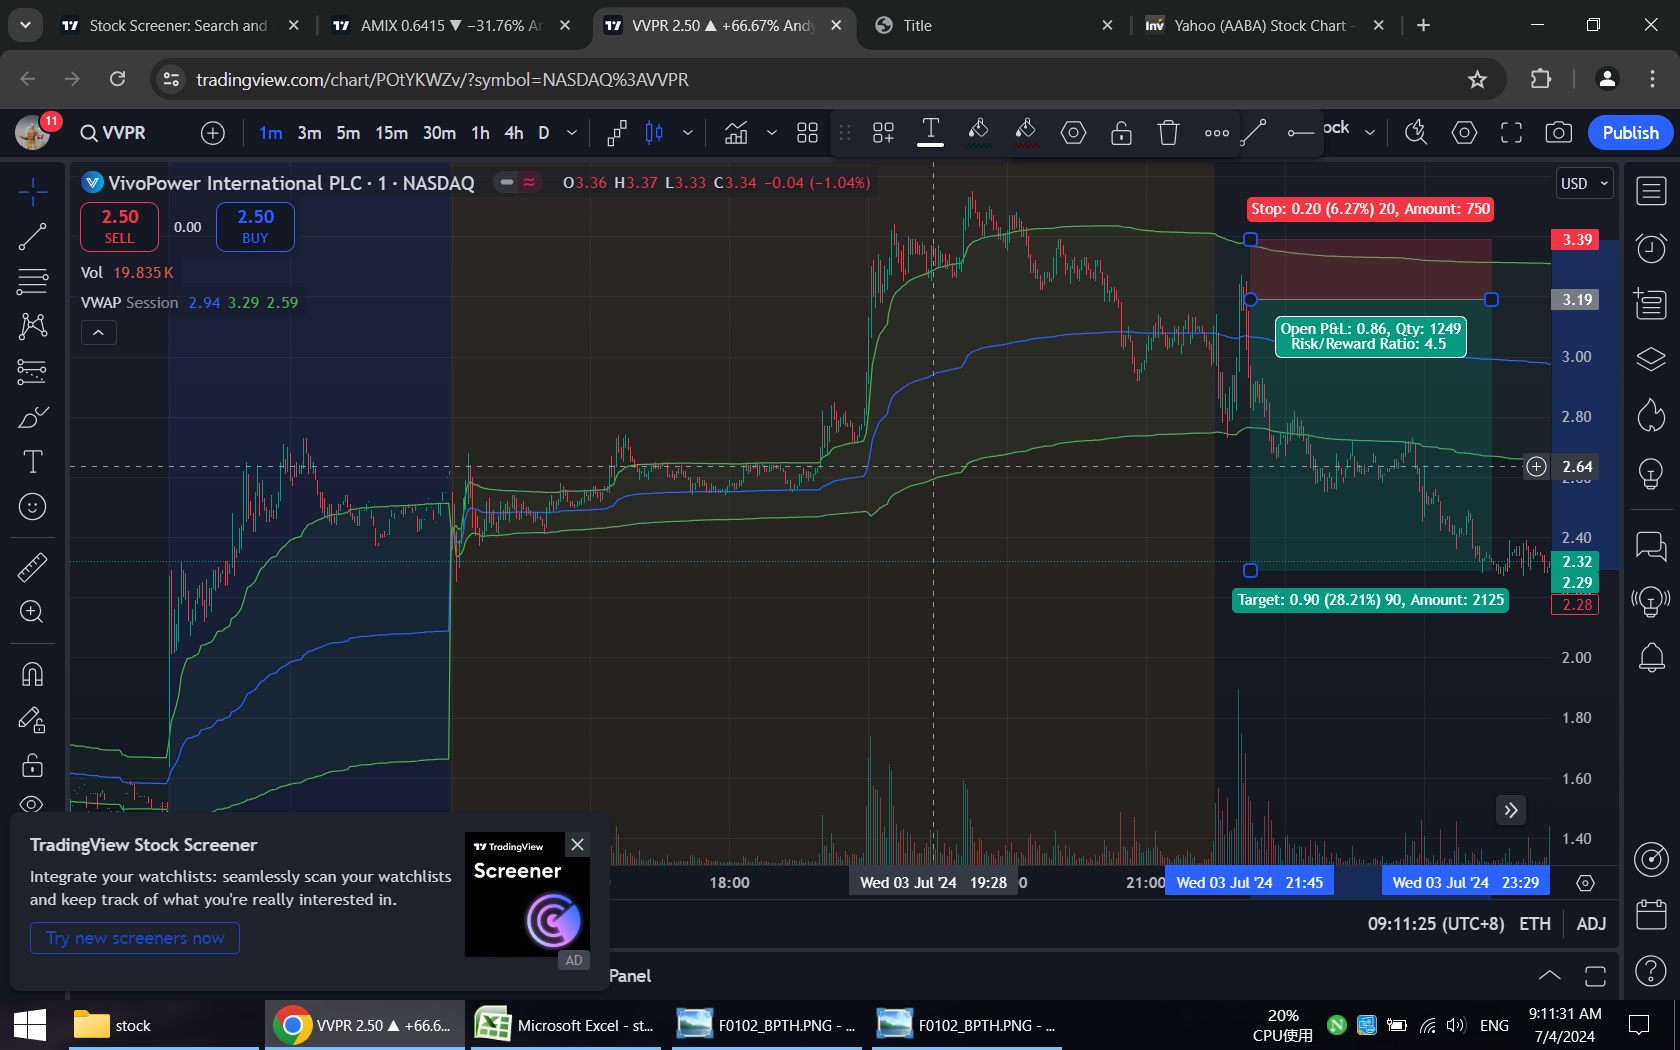 Stock Screener: Search and
AMIX 0.6415 ▼ −31.76% Ar
VVPR 2.50 ▲ +66.67% Andy
Title
Inv
Yahoo (AABA) Stock Chart -
tradingview.com/chart/POtYKWZv/?symbol=NASDAQ%3AVVPR
11
VVPR
1m 3m 5m 15m 30m 1h 4h D
ock
Publish
VivoPower International PLC · 1 · NASDAQ
O3.36 H3.37 L3.33 C3.34 −0.04 (−1.04%)
USD
2.50
SELL
0.00
2.50
BUY
Vol 19.835K
VWAP Session 2.94 3.29 2.59
Stop: 0.20 (6.27%) 20, Amount: 750
Open P&L: 0.86, Qty: 1249
Risk/Reward Ratio: 4.5
Target: 0.90 (28.21%) 90, Amount: 2125
3.39
3.19
3.00
2.80
2.64
2.60
2.40
2.32
2.29
2.28
2.00
1.80
1.60
1.40
18:00
Wed 03 Jul '24 19:28
21:00
Wed 03 Jul '24 21:45
Wed 03 Jul '24 23:29
09:11:25 (UTC+8) ETH ADJ
TradingView Stock Screener
Integrate your watchlists: seamlessly scan your watchlists
and keep track of what you're really interested in.
Try new screeners now
TradingView
Screener
AD
Panel
stock
VVPR 2.50 ▲ +66.6...
Microsoft Excel - st...
F0102_BPTH.PNG - ...
F0102_BPTH.PNG - ...
20%
CPU使用
N
ENG
9:11:31 AM
7/4/2024